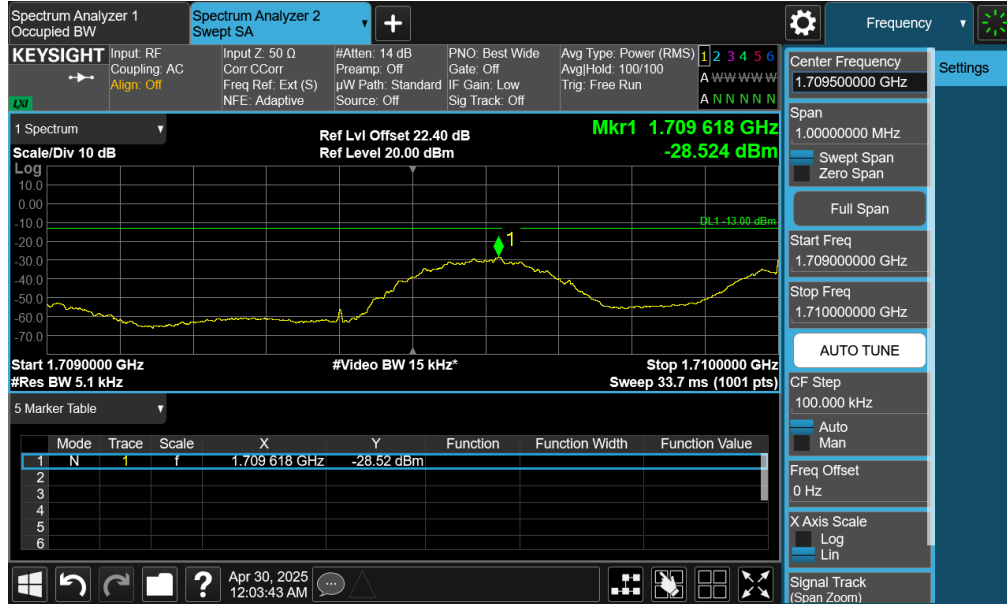 Spectrum Analyzer 1
Occupied BW
Spectrum Analyzer 2
Swept SA
Frequency
KEYSIGHT
LXI
Input: RF
Coupling: AC
Align: Off
Input Z: 50 Ω
Corr CCorr
Freq Ref: Ext (S)
NFE: Adaptive
#Atten: 14 dB
Preamp: Off
µW Path: Standard
Source: Off
PNO: Best Wide
Gate: Off
IF Gain: Low
Sig Track: Off
Avg Type: Power (RMS)
Avg|Hold: 100/100
Trig: Free Run
1 2 3 4 5 6
A W W W W W
A N N N N N
1 Spectrum
Scale/Div 10 dB
Ref Lvl Offset 22.40 dB
Ref Level 20.00 dBm
Mkr1 1.709 618 GHz
-28.524 dBm
Log
10.0
0.00
-10.0
-20.0
-30.0
-40.0
-50.0
-60.0
-70.0
DL1 -13.00 dBm
1
Start 1.7090000 GHz
#Res BW 5.1 kHz
#Video BW 15 kHz*
Stop 1.7100000 GHz
Sweep 33.7 ms (1001 pts)
5 Marker Table
Mode Trace Scale X Y Function Function Width Function Value
1 N 1 f 1.709 618 GHz -28.52 dBm
2
3
4
5
6
Apr 30, 2025
12:03:43 AM
Center Frequency
1.709500000 GHz
Settings
Span
1.00000000 MHz
Swept Span
Zero Span
Full Span
Start Freq
1.709000000 GHz
Stop Freq
1.710000000 GHz
AUTO TUNE
CF Step
100.000 kHz
Auto
Man
Freq Offset
0 Hz
X Axis Scale
Log
Lin
Signal Track
(Span Zoom)